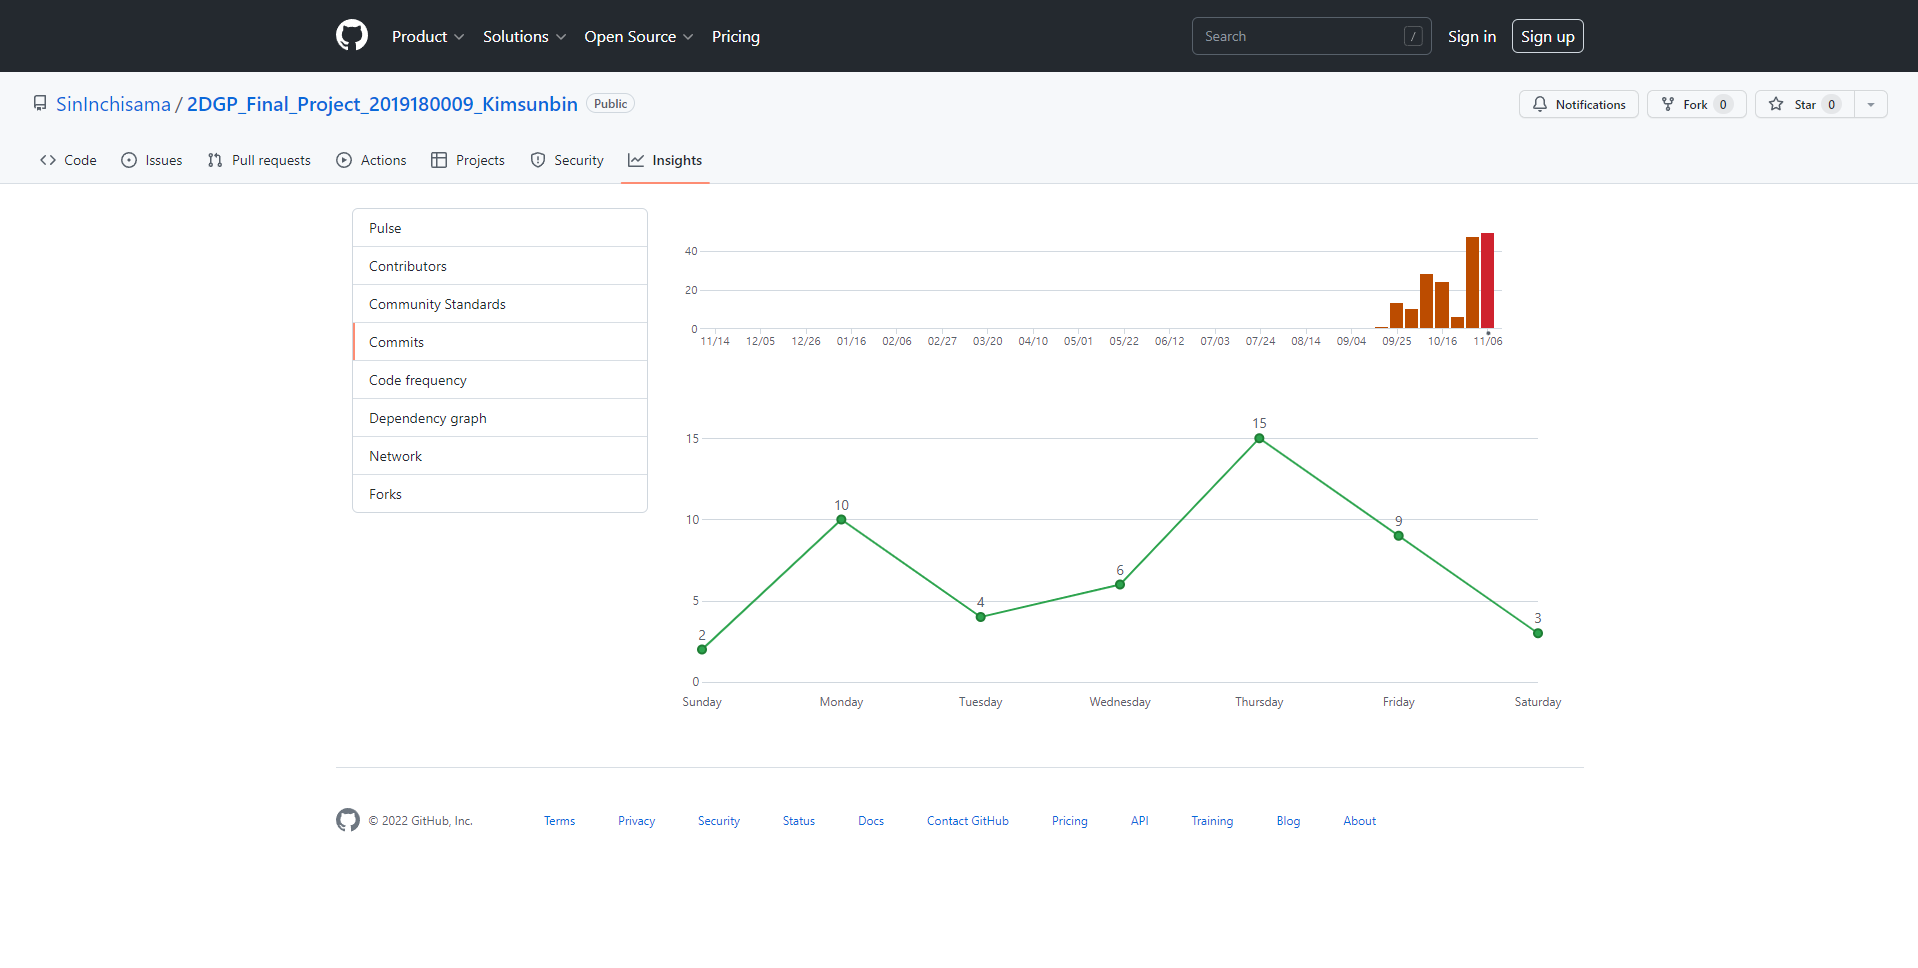 Product Solutions Open Source Pricing Search / Sign in Sign up
SinInchisama / 2DGP_Final_Project_2019180009_Kimsunbin Public Notifications Fork 0 Star 0
Code Issues Pull requests Actions Projects Security Insights
Pulse
Contributors
Community Standards
Commits
Code frequency
Dependency graph
Network
Forks
40
20
0
11/14 12/05 12/26 01/16 02/06 02/27 03/20 04/10 05/01 05/22 06/12 07/03 07/24 08/14 09/04 09/25 10/16 11/06
15
10
5
0
2 10 4 6 15 9 3
Sunday Monday Tuesday Wednesday Thursday Friday Saturday
© 2022 GitHub, Inc. Terms Privacy Security Status Docs Contact GitHub Pricing API Training Blog About